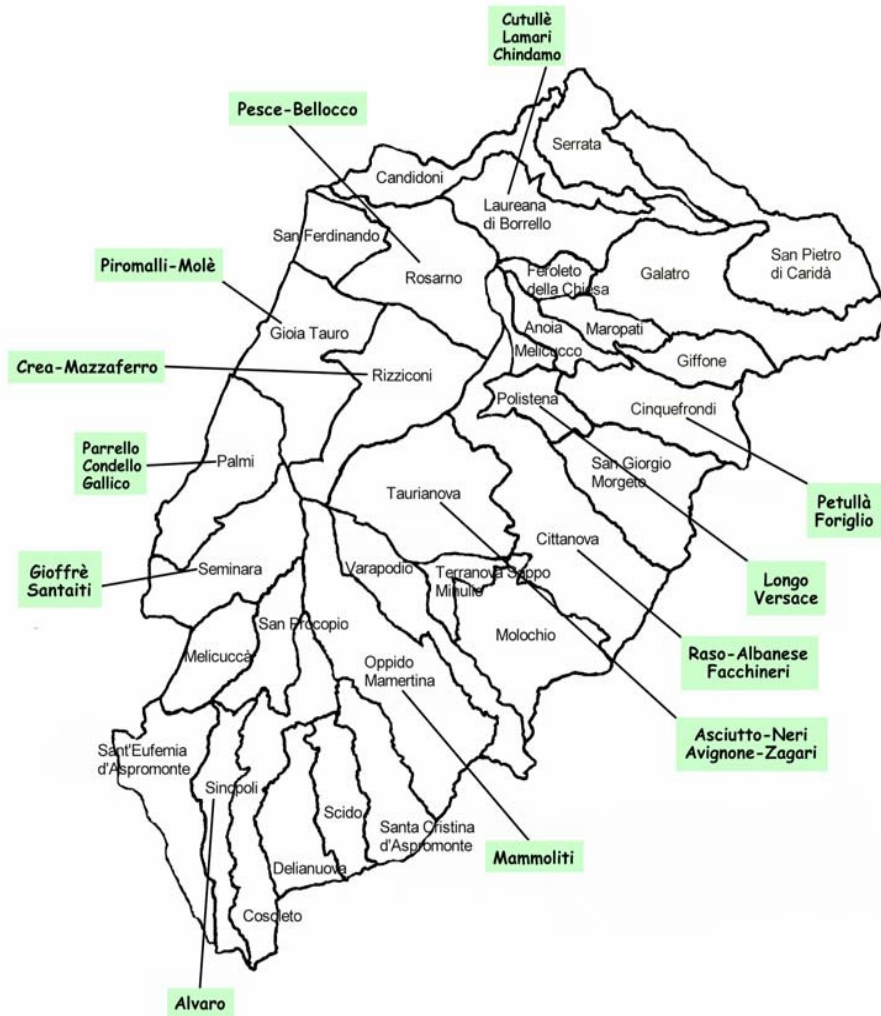 Cutullè
Lamari
Chindamo
Pesce-Bellocco
Serrata
Candidoni
Laureana
di Borrello
San Ferdinando
San Pietro
di Caridà
Piromalli-Molè
Rosarno
Feroleto
della Chiesa
Galatro
Gioia Tauro
Anoia
Maropati
Melicucco
Giffone
Crea-Mazzaferro
Rizziconi
Polistena
Cinquefrondi
Parrello
Condello
Gallico
Palmi
San Giorgio
Morgeto
Taurianova
Petullà
Foriglio
Cittanova
Gioffrè
Santaiti
Seminara
Varapodio
Terranova Sappo
Minulio
Longo
Versace
San Procopio
Molochio
Melicuccà
Oppido
Mamertina
Raso-Albanese
Facchineri
Asciutto-Neri
Avignone-Zagari
Sant'Eufemia
d'Aspromonte
Sinopoli
Scido
Santa Cristina
d'Aspromonte
Mammoliti
Delianuova
Cosoleto
Alvaro